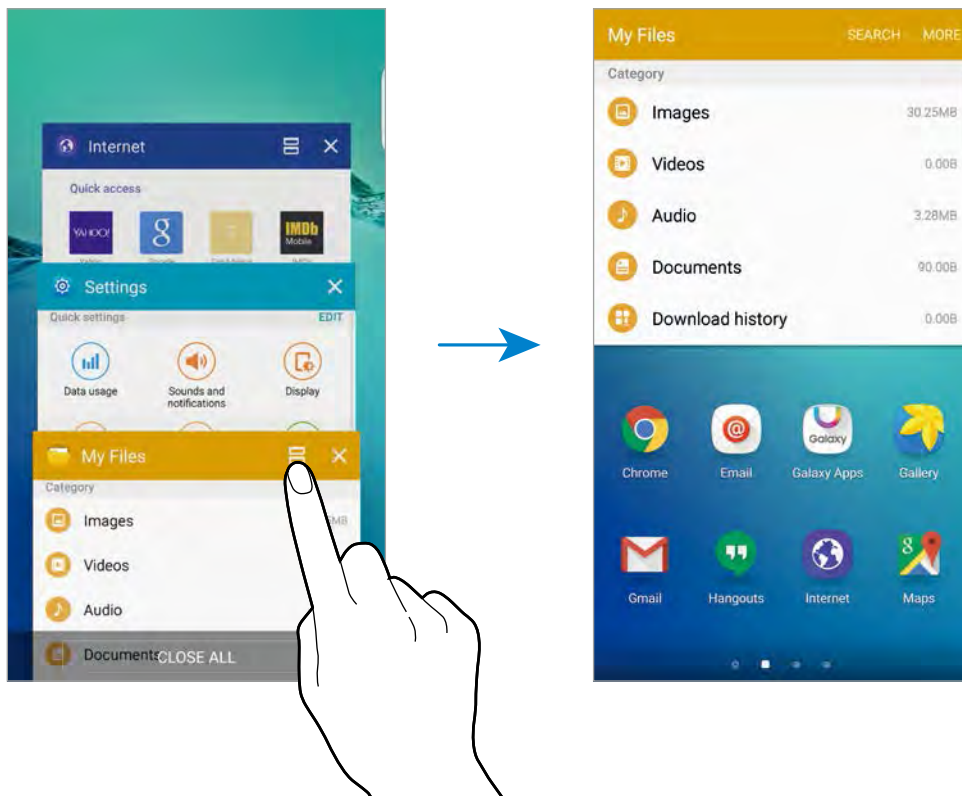 Internet
Quick access
YAHOO!
g
IMDb
Mobile
Settings
Quick settings
EDIT
Data usage
Sounds and
notifications
Display
My Files
Category
Images
MB
Videos
Audio
Documents
CLOSE ALL
My Files
SEARCH
MORE
Category
Images
30.25MB
Videos
0.00B
Audio
3.28MB
Documents
90.00B
Download history
0.00B
Galaxy
Chrome
Email
Galaxy Apps
Gallery
8
Gmail
Hangouts
Internet
Maps